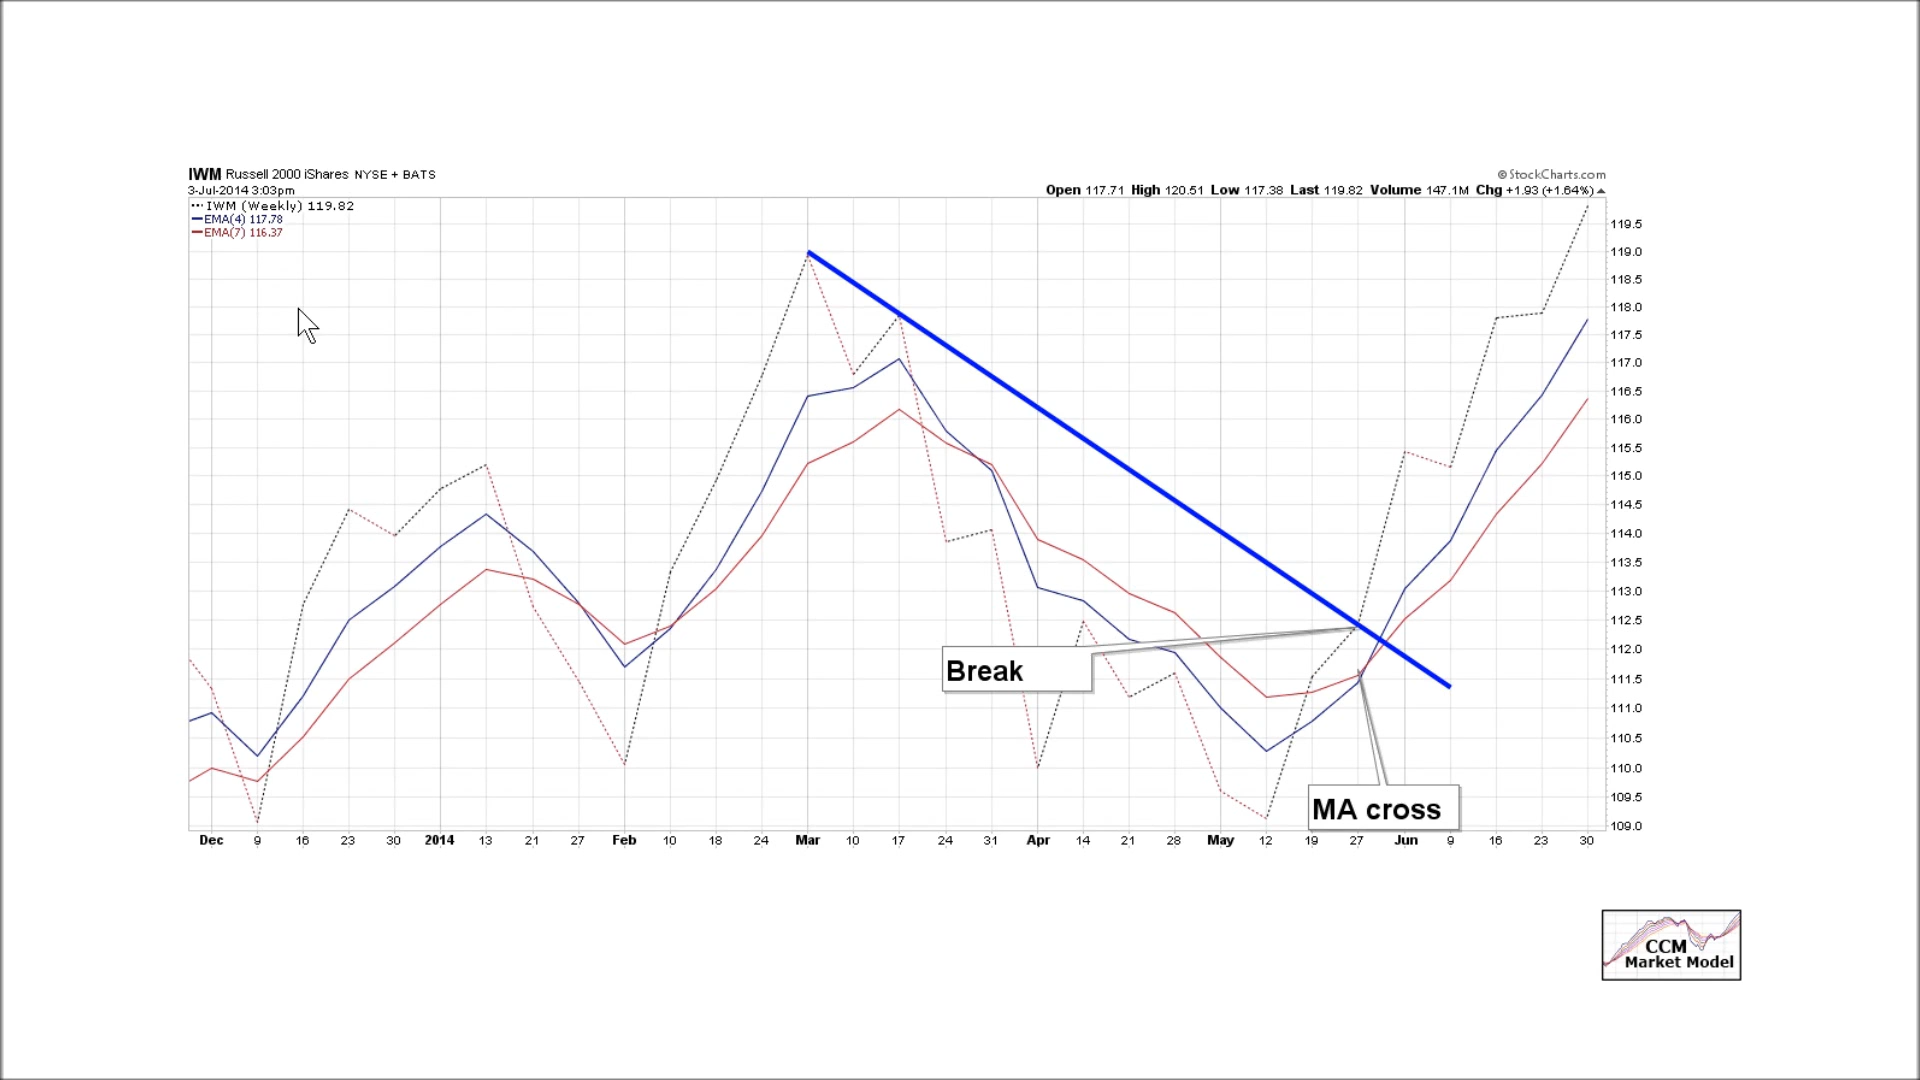 IWM Russell 2000 iShares NYSE + BATS
© StockCharts.com
3-Jul-2014 3:03pm
Open 117.71 High 120.51 Low 117.38 Last 119.82 Volume 147.1M Chg +1.93 (+1.64%)
IWM (Weekly) 119.82
EMA(4) 117.78
EMA(7) 116.37
119.5
119.0
118.5
118.0
117.5
117.0
116.5
116.0
115.5
115.0
114.5
114.0
113.5
113.0
112.5
112.0
111.5
111.0
110.5
110.0
109.5
109.0
Break
MA cross
Dec 9 16 23 30 2014 13 21 27 Feb 10 18 24 Mar 10 17 24 31 Apr 14 21 28 May 12 19 27 Jun 9 16 23 30
CCM
Market Model